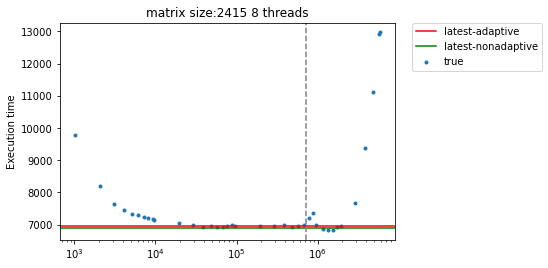 matrix size:2415 8 threads
Execution time
13000
12000
11000
10000
9000
8000
7000
10³
10⁴
10⁵
10⁶
latest-adaptive
latest-nonadaptive
true